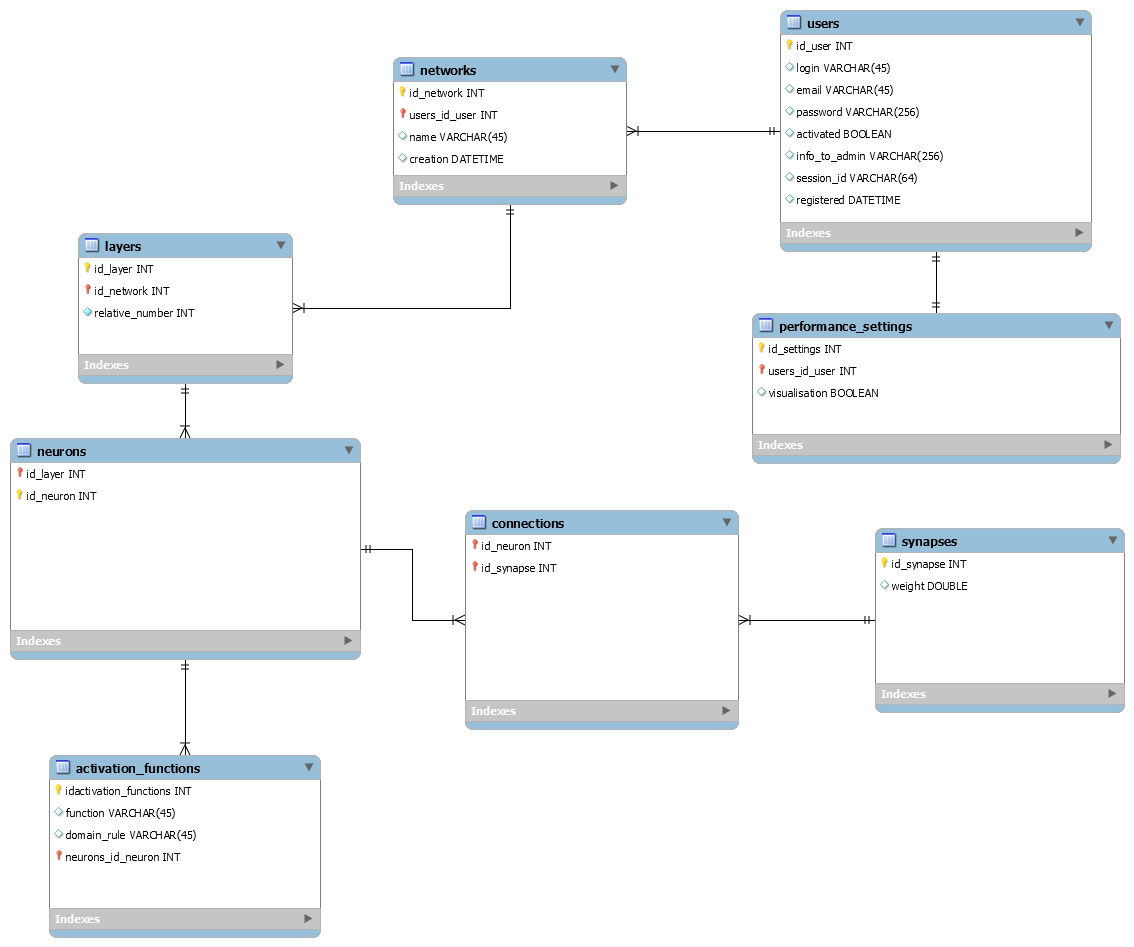 users
id_user INT
login VARCHAR(45)
email VARCHAR(45)
password VARCHAR(256)
activated BOOLEAN
info_to_admin VARCHAR(256)
session_id VARCHAR(64)
registered DATETIME
Indexes
networks
id_network INT
users_id_user INT
name VARCHAR(45)
creation DATETIME
Indexes
layers
id_layer INT
id_network INT
relative_number INT
Indexes
performance_settings
id_settings INT
users_id_user INT
visualisation BOOLEAN
Indexes
neurons
id_layer INT
id_neuron INT
Indexes
connections
id_neuron INT
id_synapse INT
Indexes
synapses
id_synapse INT
weight DOUBLE
Indexes
activation_functions
idactivation_functions INT
function VARCHAR(45)
domain_rule VARCHAR(45)
neurons_id_neuron INT
Indexes